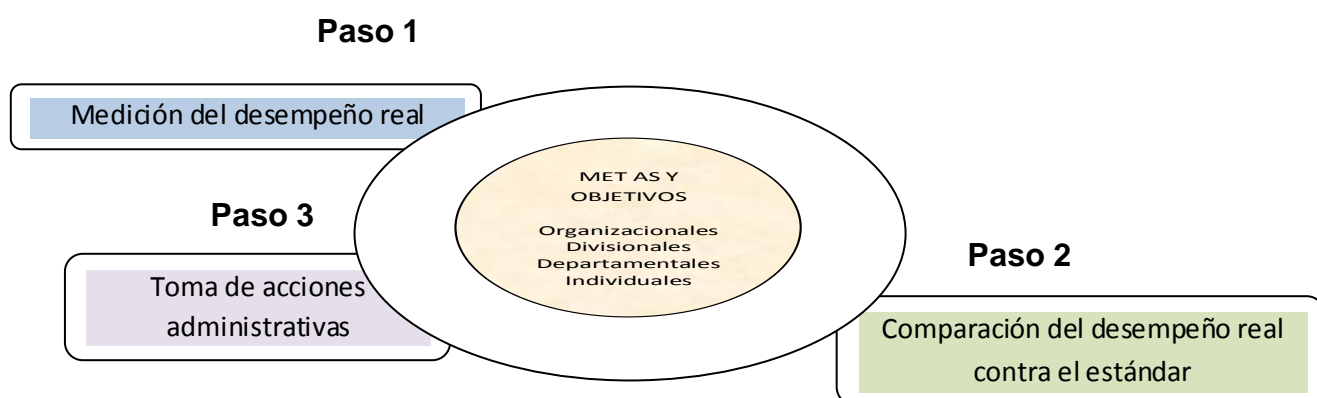 Paso 1
Medición del desempeño real
MET AS Y
OBJETIVOS
Organizacionales
Divisionales
Departamentales
Individuales
Paso 3
Toma de acciones
administrativas
Paso 2
Comparación del desempeño real
contra el estándar